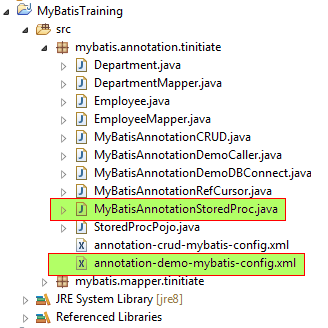 MyBatisTraining
src
mybatis.annotation.tinitiate
Department.java
DepartmentMapper.java
Employee.java
EmployeeMapper.java
MyBatisAnnotationCRUD.java
MyBatisAnnotationDemoCaller.java
MyBatisAnnotationDemoDBConnect.java
MyBatisAnnotationRefCursor.java
MyBatisAnnotationStoredProc.java
StoredProcPojo.java
annotation-crud-mybatis-config.xml
annotation-demo-mybatis-config.xml
mybatis.mapper.tinitiate
JRE System Library [jre8]
Referenced Libraries